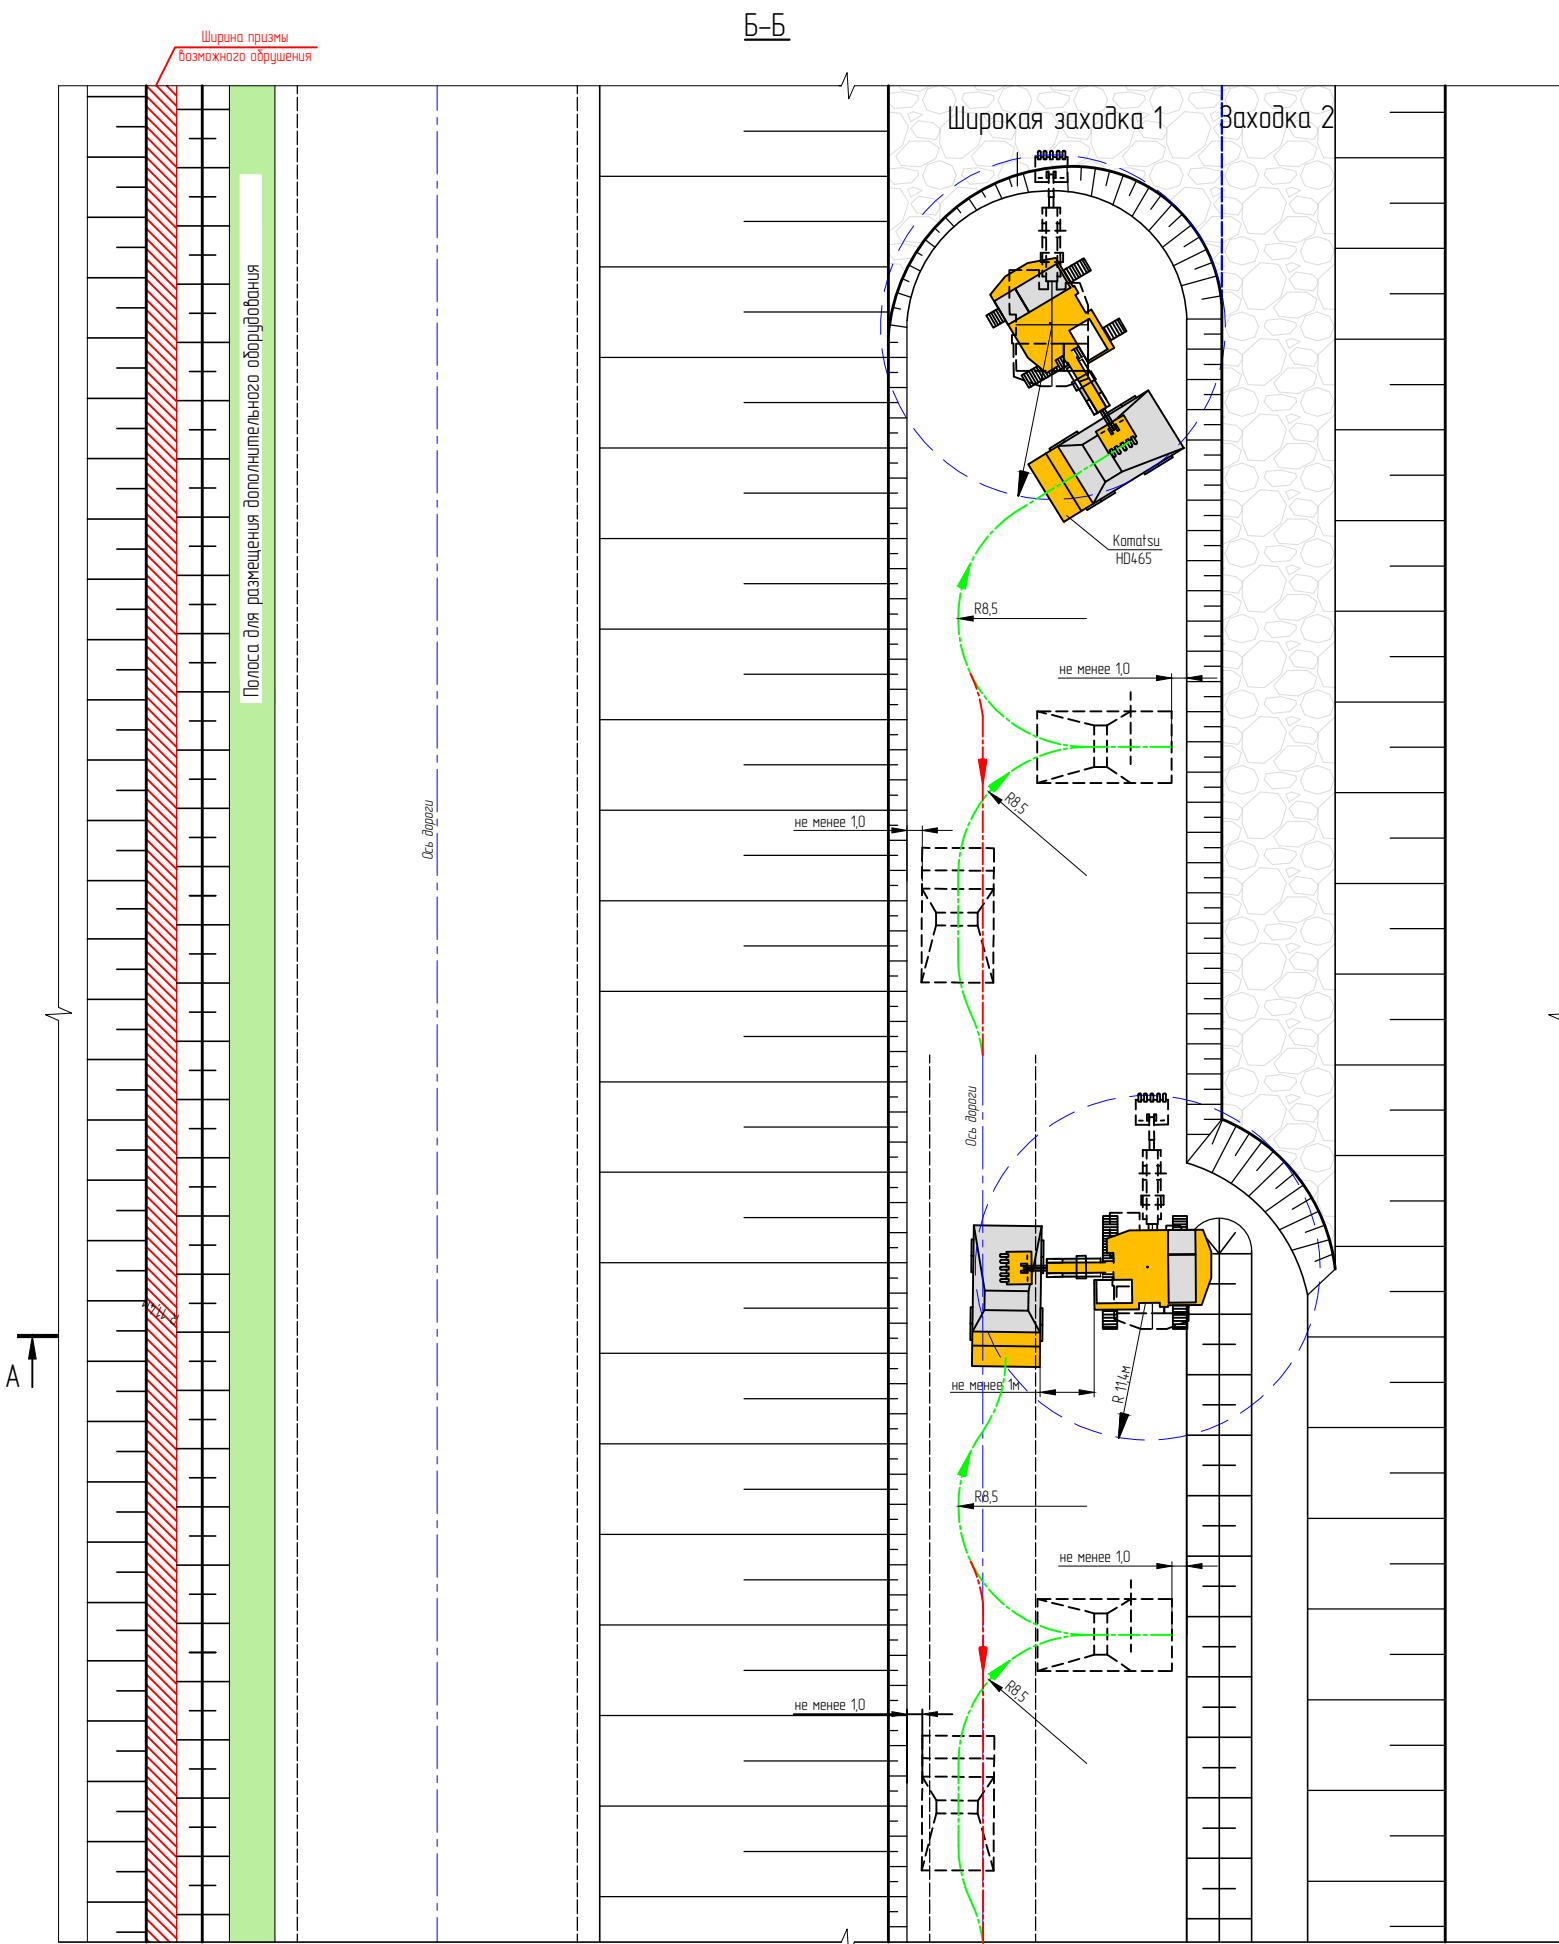 Б-Б
Ширина призмы
возможного обрушения
Широкая заходка 1
Заходка 2
Полоса для размещения дополнительного оборудования
Komatsu
HD465
R8,5
не менее 1,0
R8,5
не менее 1,0
Ось дороги
Ось дороги
R 11,4м
А
не менее 1м
R 11,4м
R8,5
не менее 1,0
R8,5
не менее 1,0